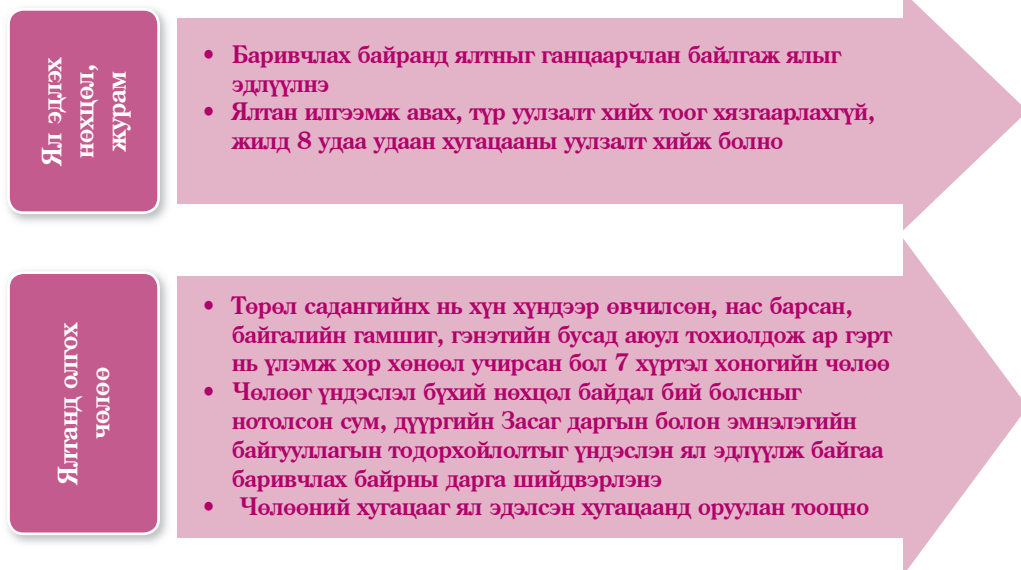 Ял эдлэх
нөхцөл,
журам
• Баривчлах байранд ялтныг ганцаарчлан байлгаж ялыг
эдлүүлнэ
• Ялтан илгээмж авах, түр уулзалт хийх тоог хязгаарлахгүй,
жилд 8 удаа удаан хугацааны уулзалт хийж болно
Ялтанд олгох
чөлөө
• Төрөл садангийнх нь хүн хүндээр өвчилсөн, нас барсан,
байгалийн гамшиг, гэнэтийн бусад аюул тохиолдож ар гэрт
нь үлэмж хор хөнөөл учирсан бол 7 хүртэл хоногийн чөлөө
• Чөлөөг үндэслэл бүхий нөхцөл байдал бий болсныг
нотолсон сум, дүүргийн Засаг даргын болон эмнэлэгийн
байгууллагын тодорхойлолтыг үндэслэн ял эдлүүлж байгаа
баривчлах байрны дарга шийдвэрлэнэ
• Чөлөөний хугацааг ял эдэлсэн хугацаанд оруулан тооцно